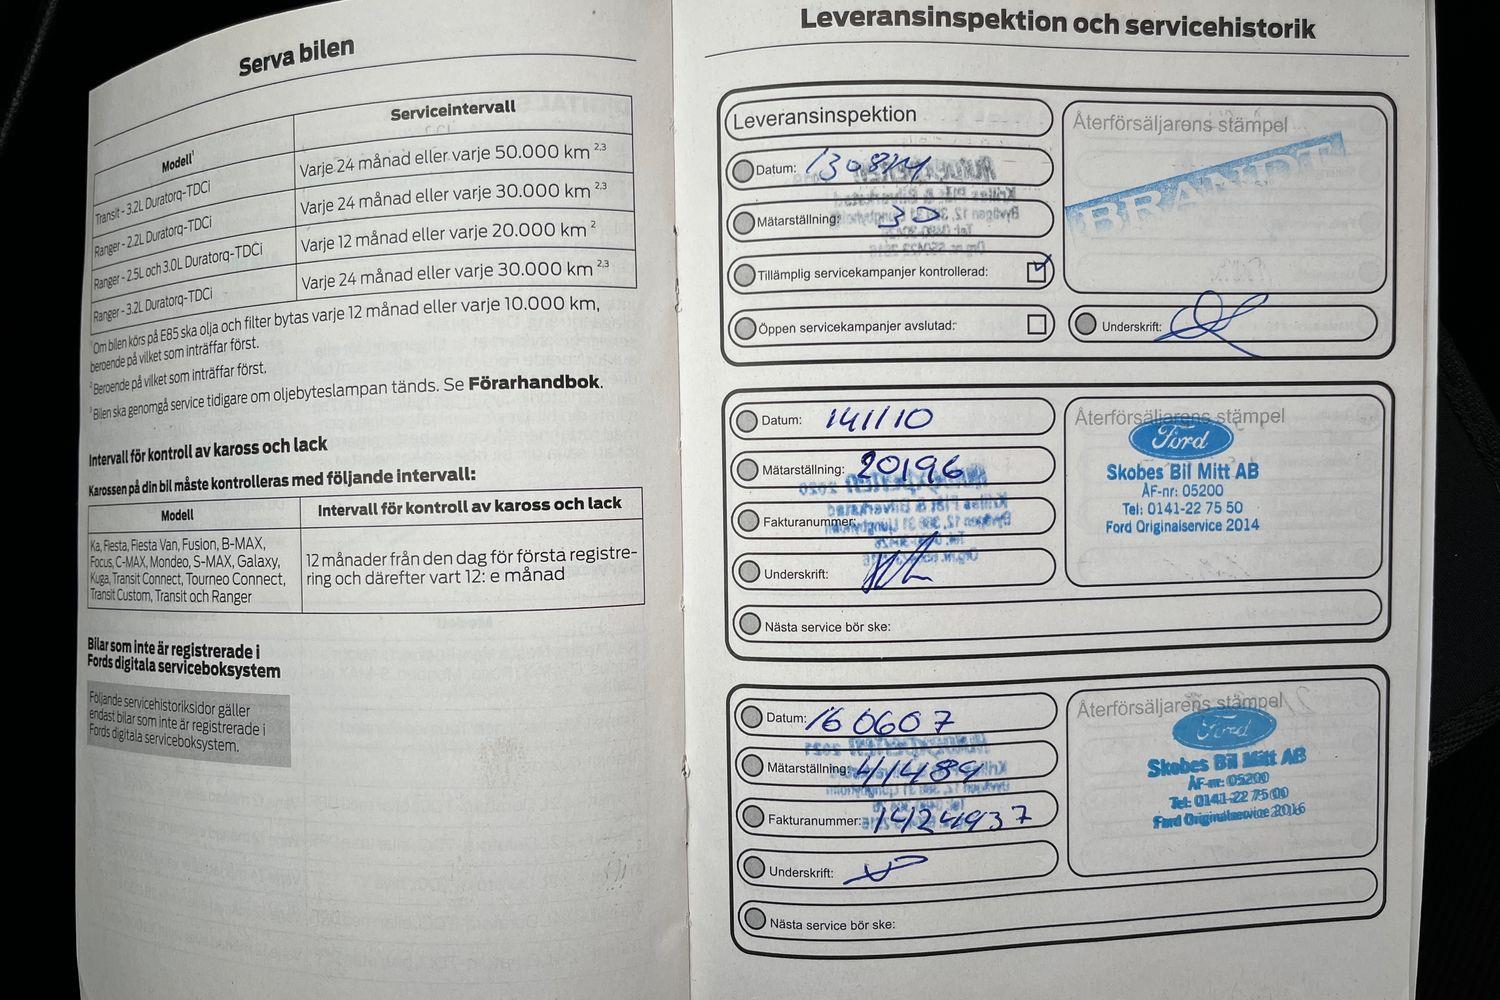 Serva bilen
Modell¹
Serviceintervall
Transit - 3.2L Duratorq-TDCi
Varje 24 månad eller varje 50.000 km 2,3
Ranger - 2.2L Duratorq-TDCi
Varje 24 månad eller varje 30.000 km 2,3
Ranger - 2.5L och 3.0L Duratorq-TDCi
Varje 12 månad eller varje 20.000 km 2
Ranger - 3.2L Duratorq-TDCi
Varje 24 månad eller varje 30.000 km 2,3
¹Om bilen körs på E85 ska olja och filter bytas varje 12 månad eller varje 10.000 km,
beroende på vilket som inträffar först.
²Beroende på vilket som inträffar först.
³Bilen ska genomgå service tidigare om oljebyteslampan tänds. Se Förarhandbok.
Intervall för kontroll av kaross och lack
Karossen på din bil måste kontrolleras med följande intervall:
Modell
Intervall för kontroll av kaross och lack
Ka, Fiesta, Fiesta Van, Fusion, B-MAX,
Focus, C-MAX, Mondeo, S-MAX, Galaxy,
Kuga, Transit Connect, Tourneo Connect,
Transit Custom, Transit och Ranger
12 månader från den dag för första registre-
ring och därefter vart 12: e månad
Bilar som inte är registrerade i
Fords digitala serviceboksystem
Följande servicehistoriksidor gäller
endast bilar som inte är registrerade i
Fords digitala serviceboksystem.
Leveransinspektion och servicehistorik
Leveransinspektion
Datum: 130814
Mätarställning: 30
Tillämplig servicekampanjer kontrollerad:
Öppen servicekampanjer avslutad:
Återförsäljarens stämpel
BRANDT
Underskrift:
Datum: 141110
Mätarställning: 20196
Fakturanummer:
Underskrift:
Nästa service bör ske:
Återförsäljarens stämpel
Ford
Skobes Bil Mitt AB
ÅF-nr: 05200
Tel: 0141-22 75 50
Ford Originalservice 2014
Datum: 160607
Mätarställning: 41489
Fakturanummer: 1424937
Underskrift:
Nästa service bör ske:
Återförsäljarens stämpel
Ford
Skobes Bil Mitt AB
ÅF-nr: 05200
Tel: 0141-22 75 00
Ford Originalservice 2016